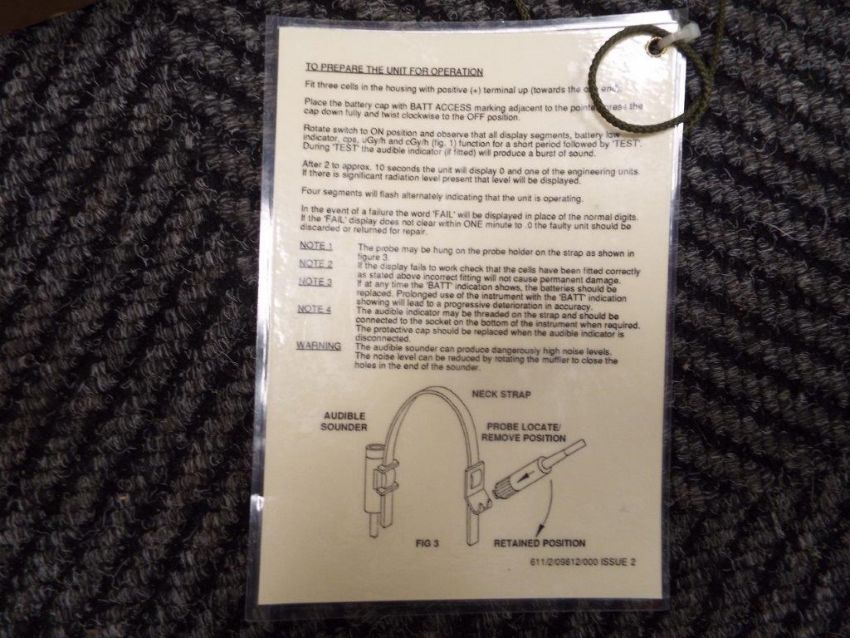 TO PREPARE THE UNIT FOR OPERATION
Fit three cells in the housing with positive (+) terminal up (towards the end).
Place the battery cap with BATT ACCESS marking adjacent to the press the
cap down fully and twist clockwise to the OFF position.
Rotate switch to ON position and observe that all display segments, battery low
indicator, cps, uGy/h and cGy/h (fig. 1) function for a short period followed by 'TEST'.
During 'TEST' the audible indicator (if fitted) will produce a burst of sound.
After 2 to approx. 10 seconds the unit will display 0 and one of the engineering units.
If there is significant radiation level present that level will be displayed.
Four segments will flash alternately indicating that the unit is operating.
In the event of a failure the word 'FAIL' will be displayed in place of the normal digits.
If the 'FAIL' display does not clear within ONE minute to .0 the faulty unit should be
discarded or returned for repair.
NOTE 1 The probe may be hung on the probe holder on the strap as shown in
figure 3.
NOTE 2 If the display fails to work check that the cells have been fitted correctly
as stated above incorrect fitting will not cause permanent damage.
NOTE 3 If at any time the 'BATT' indication shows, the batteries should be
replaced. Prolonged use of the instrument with the 'BATT' indication
showing will lead to a progressive deterioration in accuracy.
NOTE 4 The audible indicator may be threaded on the strap and should be
connected to the socket on the bottom of the instrument when required.
The protective cap should be replaced when the audible indicator is
disconnected.
WARNING The audible sounder can produce dangerously high noise levels.
The noise level can be reduced by rotating the muffler to close the
holes in the end of the sounder.
NECK STRAP
AUDIBLE
SOUNDER
PROBE LOCATE/
REMOVE POSITION
FIG 3
RETAINED POSITION
611/2/09612/000 ISSUE 2